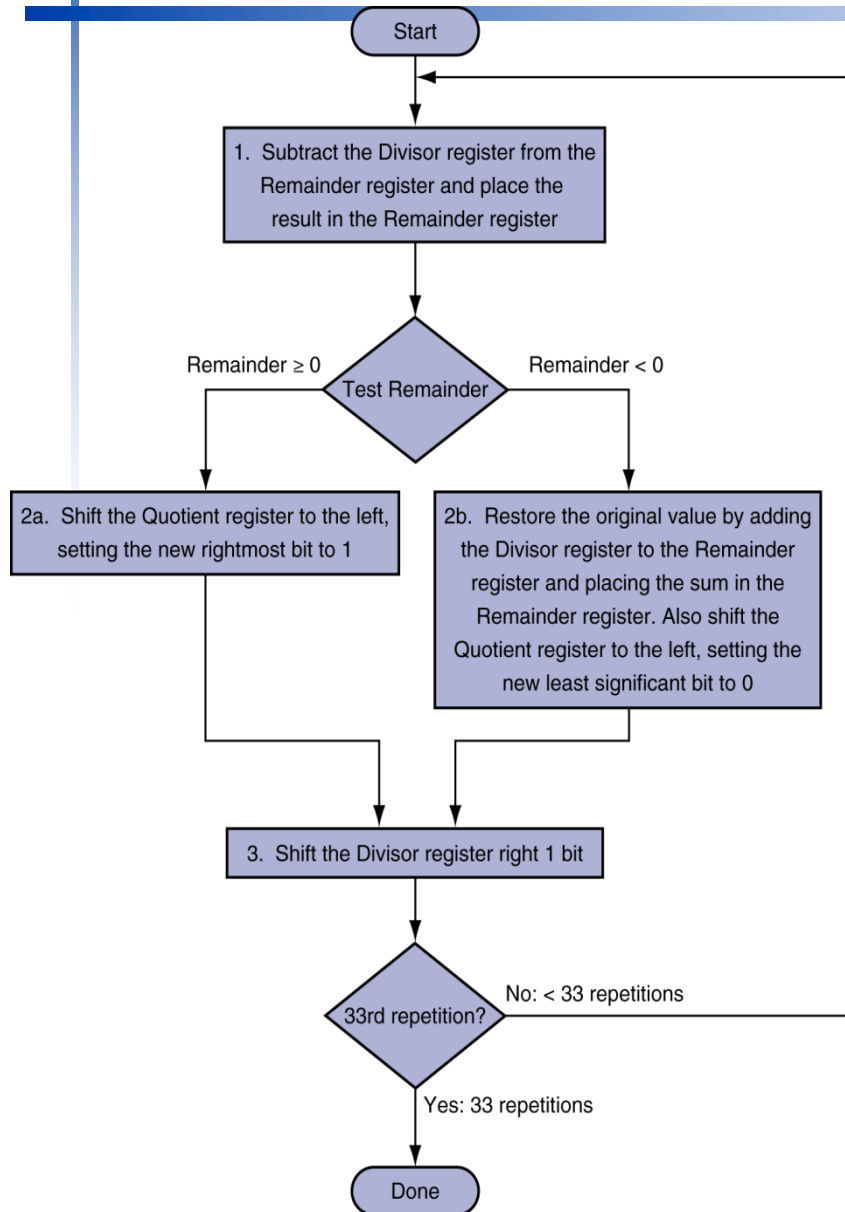 Start
1. Subtract the Divisor register from the
Remainder register and place the
result in the Remainder register
Remainder ≥ 0
Remainder < 0
Test Remainder
2a. Shift the Quotient register to the left,
setting the new rightmost bit to 1
2b. Restore the original value by adding
the Divisor register to the Remainder
register and placing the sum in the
Remainder register. Also shift the
Quotient register to the left, setting the
new least significant bit to 0
3. Shift the Divisor register right 1 bit
33rd repetition?
No: < 33 repetitions
Yes: 33 repetitions
Done